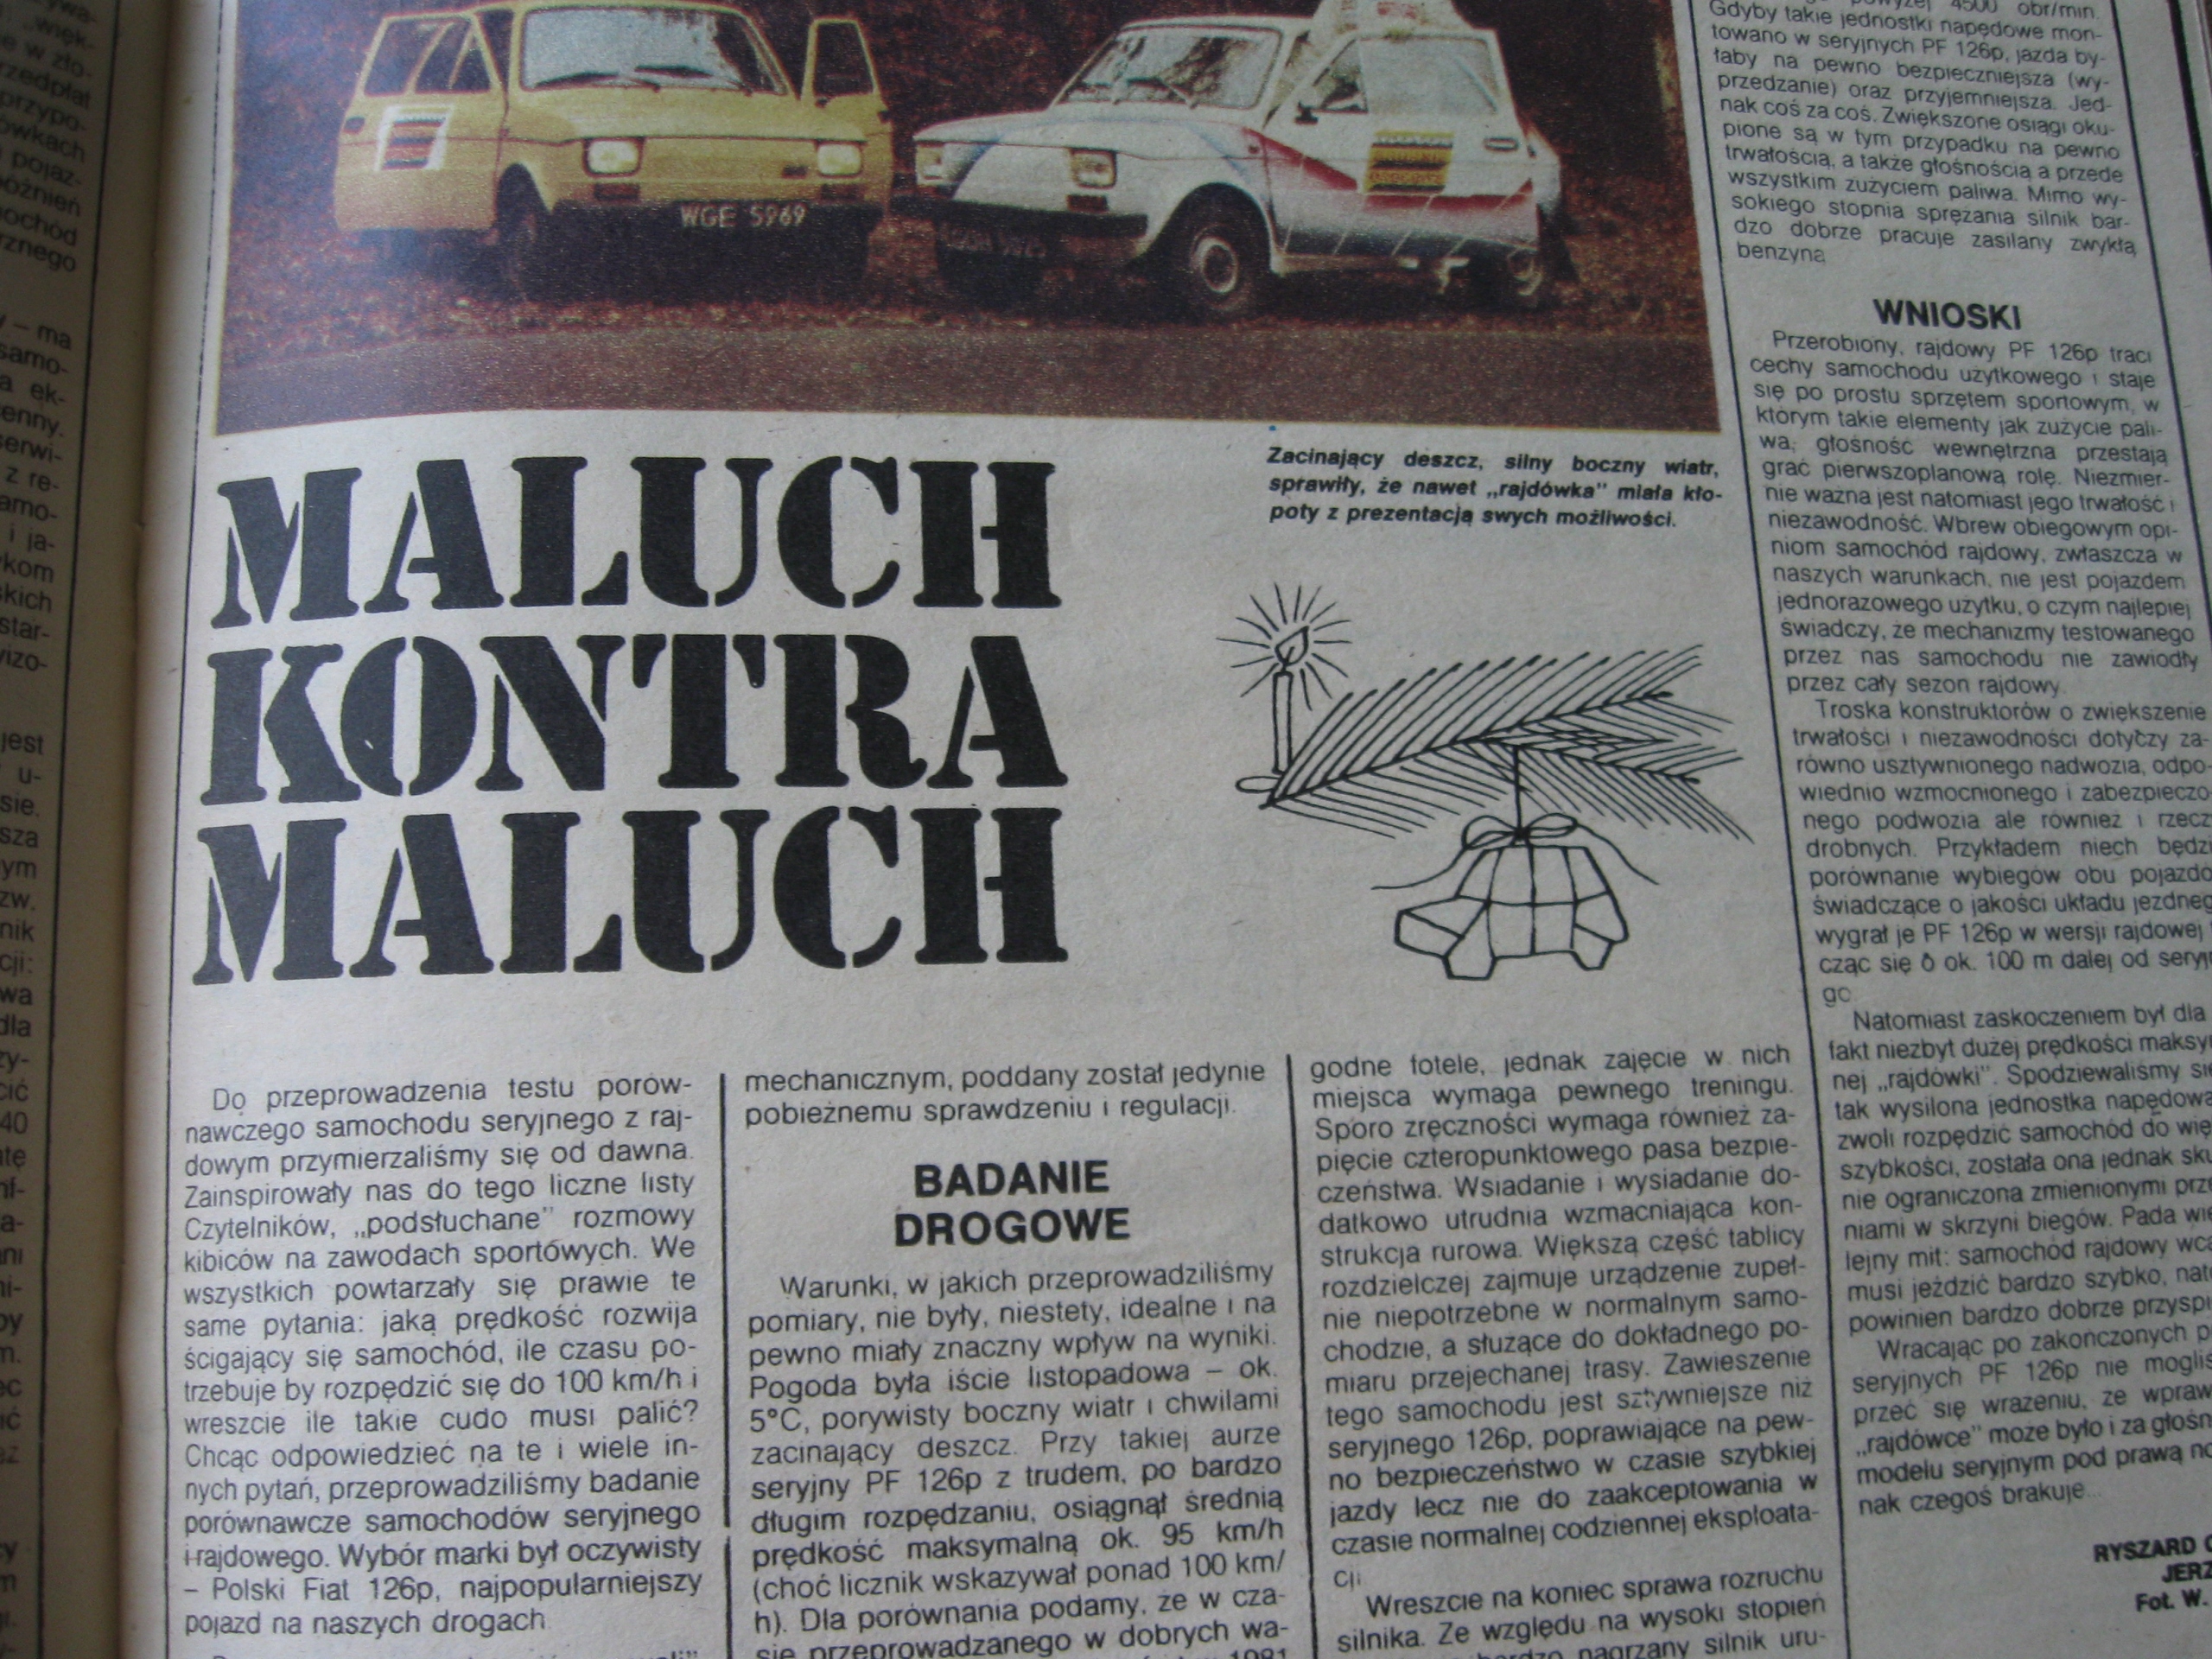 WGE 5969
Zacinający deszcz, silny boczny wiatr,
sprawiły, że nawet „rajdówka" miała kło-
poty z prezentacją swych możliwości.
MALUCH
KONTRA
MALUCH
Do przeprowadzenia testu porów-
nawczego samochodu seryjnego z raj-
dowym przymierzaliśmy się od dawna.
Zainspirowały nas do tego liczne listy
Czytelników, „podsłuchane" rozmowy
kibiców na zawodach sportowych. We
wszystkich powtarzały się prawie te
same pytania: jaką prędkość rozwija
ścigający się samochód, ile czasu po-
trzebuje by rozpędzić się do 100 km/h i
wreszcie ile takie cudo musi palić?
Chcąc odpowiedzieć na te i wiele in-
nych pytań, przeprowadziliśmy badanie
porównawcze samochodów seryjnego
i rajdowego. Wybór marki był oczywisty
– Polski Fiat 126p, najpopularniejszy
pojazd na naszych drogach
mechanicznym, poddany został jedynie
pobieżnemu sprawdzeniu i regulacji.
BADANIE
DROGOWE
Warunki, w jakich przeprowadziliśmy
pomiary, nie były, niestety, idealne i na
pewno miały znaczny wpływ na wyniki.
Pogoda była iście listopadowa – ok.
5°C, porywisty boczny wiatr i chwilami
zacinający deszcz. Przy takiej aurze
seryjny PF 126p z trudem, po bardzo
długim rozpędzaniu, osiągnął średnią
prędkość maksymalną ok. 95 km/h
(choć licznik wskazywał ponad 100 km/
h). Dla porównania podamy, że w cza-
sie przeprowadzanego w dobrych wa-
1981
godne fotele, jednak zajęcie w nich
miejsca wymaga pewnego treningu.
Sporo zręczności wymaga również za-
pięcie czteropunktowego pasa bezpie-
czeństwa. Wsiadanie i wysiadanie do-
datkowo utrudnia wzmacniająca kon-
strukcja rurowa. Większą część tablicy
rozdzielczej zajmuje urządzenie zupeł-
nie niepotrzebne w normalnym samo-
chodzie, a służące do dokładnego po-
miaru przejechanej trasy. Zawieszenie
tego samochodu jest sztywniejsze niż
seryjnego 126p, poprawiające na pew-
no bezpieczeństwo w czasie szybkiej
jazdy lecz nie do zaakceptowania w
czasie normalnej codziennej eksploata-
cji.
Wreszcie na koniec sprawa rozruchu
silnika. Ze względu na wysoki stopień
bardzo nagrzany silnik uru-
powyżej 4500 obr/min.
Gdyby takie jednostki napędowe mon-
towano w seryjnych PF 126p, jazda by-
łaby na pewno bezpieczniejsza (wy-
przedzanie) oraz przyjemniejsza. Jed-
nak coś za coś. Zwiększone osiągi oku-
pione są w tym przypadku na pewno
trwałością, a także głośnością a przede
wszystkim zużyciem paliwa. Mimo wy-
sokiego stopnia sprężania silnik bar-
dzo dobrze pracuje zasilany zwykłą
benzyną
WNIOSKI
Przerobiony, rajdowy PF 126p traci
cechy samochodu użytkowego i staje
się po prostu sprzętem sportowym, w
którym takie elementy jak zużycie pali-
wa, głośność wewnętrzna przestają
grać pierwszoplanową rolę. Niezmier-
nie ważna jest natomiast jego trwałość i
niezawodność. Wbrew obiegowym opi-
niom samochód rajdowy, zwłaszcza w
naszych warunkach, nie jest pojazdem
jednorazowego użytku, o czym najlepiej
świadczy, że mechanizmy testowanego
przez nas samochodu nie zawiodły
przez cały sezon rajdowy.
Troska konstruktorów o zwiększenie
trwałości i niezawodności dotyczy za-
równo usztywnionego nadwozia, odpo-
wiednio wzmocnionego i zabezpieczo-
nego podwozia ale również i rzeczy
drobnych. Przykładem niech będzi
porównanie wybiegów obu pojazdó
świadczące o jakości układu jezdneg
wygrał je PF 126p w wersji rajdowej
cząc się o ok. 100 m dalej od seryj
go
Natomiast zaskoczeniem był dla
fakt niezbyt dużej prędkości maksy
nej „rajdówki". Spodziewaliśmy się
tak wysilona jednostka napędowa
zwoli rozpędzić samochód do wię
szybkości, została ona jednak sku
nie ograniczona zmienionymi prze
niami w skrzyni biegów. Pada wię
lejny mit: samochód rajdowy wca
musi jeździć bardzo szybko, nato
powinien bardzo dobrze przyspi
Wracając po zakończonych p
seryjnych PF 126p nie mogliś
przeć się wrażeniu, że wpraw
„rajdówce" może było i za głośn
modelu seryjnym pod prawą no
nak czegoś brakuje...
RYSZARD
JERZ
Fot. W.